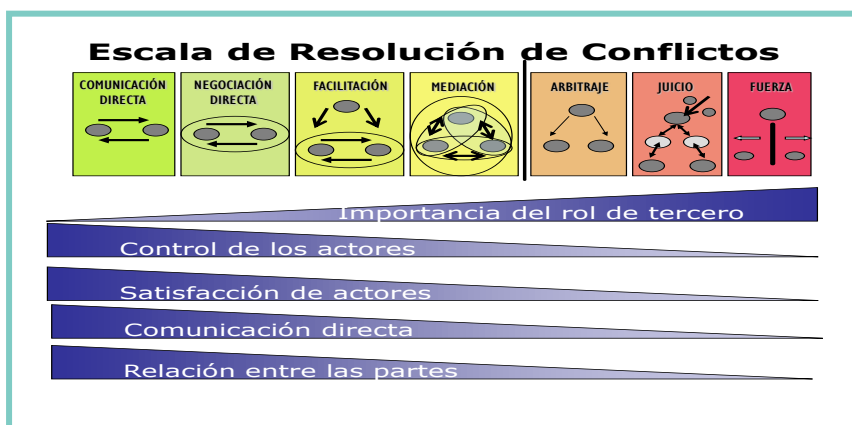 Escala de Resolución de Conflictos
COMUNICACIÓN
DIRECTA
NEGOCIACIÓN
DIRECTA
FACILITACIÓN
MEDIACIÓN
ARBITRAJE
JUICIO
FUERZA
Importancia del rol de tercero
Control de los actores
Satisfacción de actores
Comunicación directa
Relación entre las partes